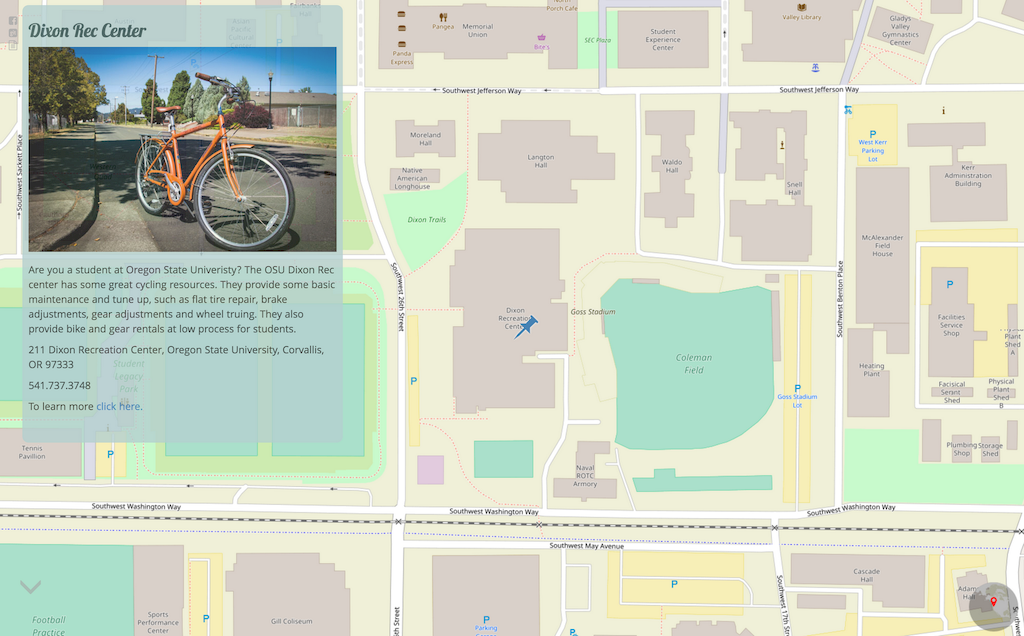 Dixon Rec Center
Are you a student at Oregon State Univeristy? The OSU Dixon Rec
center has some great cycling resources. They provide some basic
maintenance and tune up, such as flat tire repair, brake
adjustments, gear adjustments and wheel truing. They also
provide bike and gear rentals at low process for students.
211 Dixon Recreation Center, Oregon State University, Corvallis,
OR 97333
541.737.3748
To learn more click here.
Student
Legacy
Park
Tennis
Pavilion
P
Southwest Sackett Place
Pangea
Panda
Express
Memorial
Union
North
Porch Cafe
Bing's
SEC Plaza
Student
Experience
Center
Valley Library
Gladys
Valley
Gymnastics
Center
Southwest Jefferson Way
Southwest Jefferson Way
Moreland
Hall
Langton
Hall
Native
American
Longhouse
Waldo
Hall
Snell
Hall
P
West Kerr
Parking
Lot
i
Kerr
Administration
Building
Dixon Trails
McAlexander
Field
House
Southwest 26th Street
Southwest Benton Place
Dixon
Recreation
Center
Goss Stadium
Coleman
Field
P
Facilities
Service
Shop
Plant
Shed
A
Heating
Plant
P
P
Goss Stadium
Lot
Facisical
Serint
Shed
Physical
Plant
Shed
B
Plumbing
Shop
Storage
Shed
Naval
ROTC
Armory
Southwest Washington Way
Southwest Washington Way
Southwest Washington Way
Southwest May Avenue
Cascade
Hall
Football
Practice
Sports
Performance
Center
P
Gill Coliseum
P
Parking
P
P
Southwest 17th St